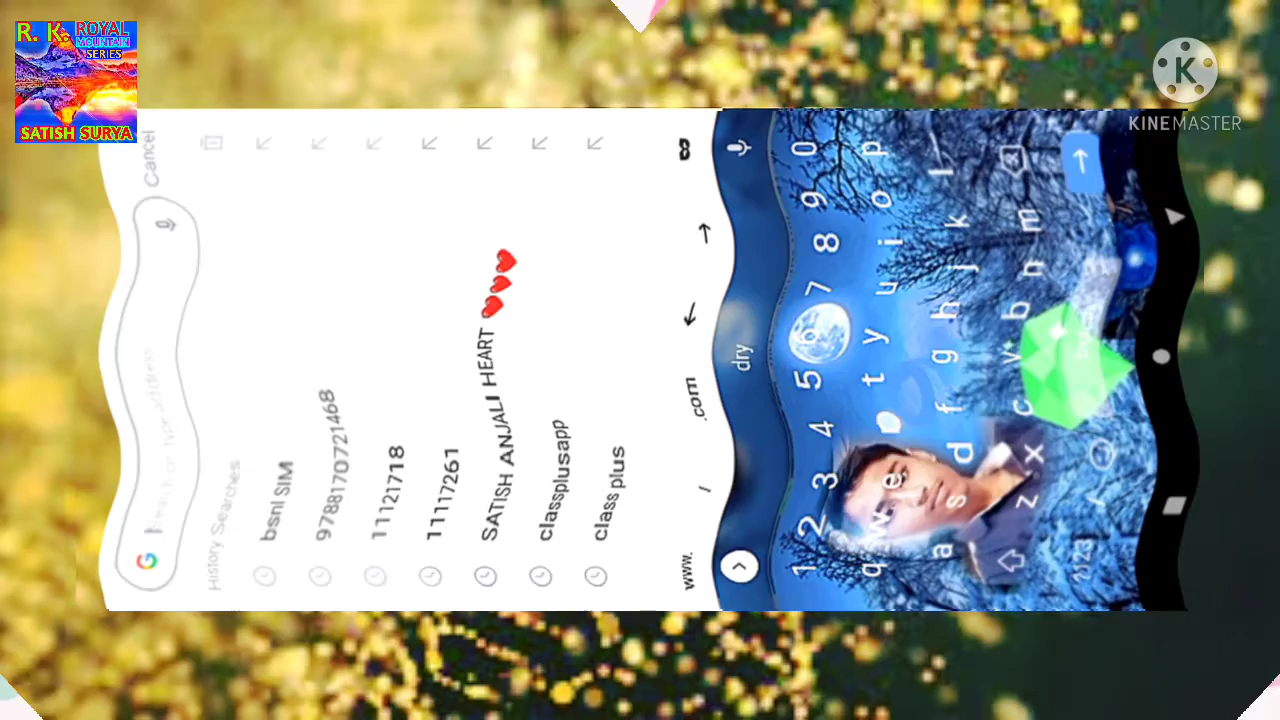 R. K. ROYAL
MOUNTAIN
SERIES
SATISH SURYA
K
KINEMASTER
Cancel
History Searches
bsnl SIM
9788170721468
11121718
11117261
SATISH ANJALI HEART ❤❤❤
classplusapp
class plus
www. / .com ← →
dry
1 2 3 4 5 6 7 8 9 0
q w e r t y u i o p
a s d f g h j k l
z x c v b n m
?123 /